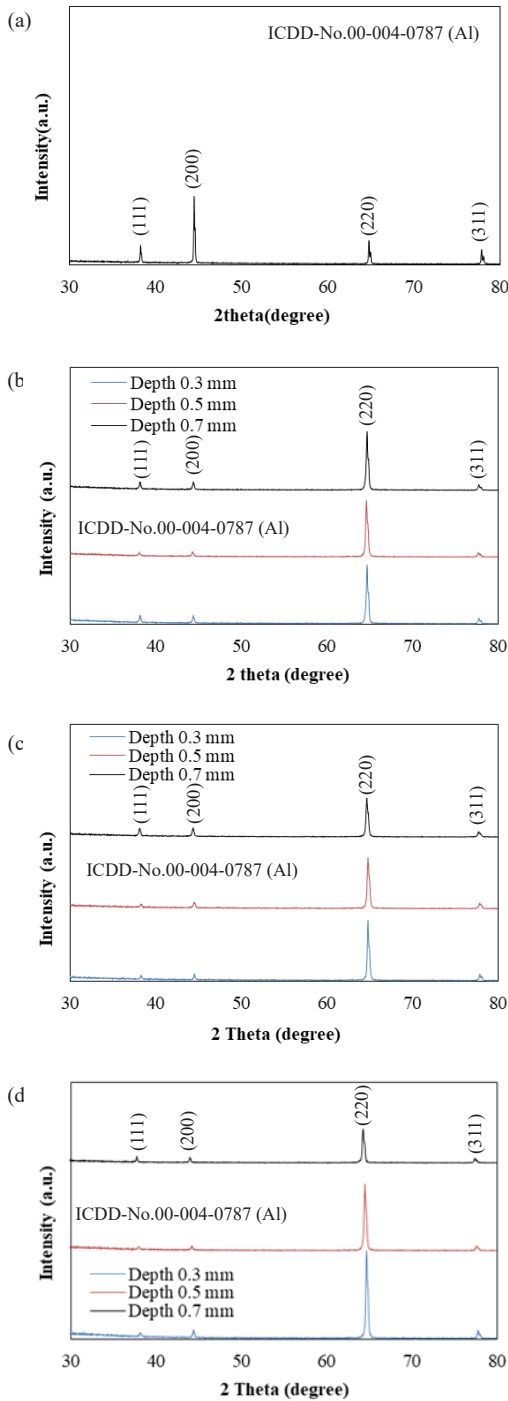 (a)
ICDD-No.00-004-0787 (Al)
Intensity(a.u.)
(111)
(200)
(220)
(311)
30 40 50 60 70 80
2theta(degree)
(b
Depth 0.3 mm
Depth 0.5 mm
Depth 0.7 mm
Intensity (a.u.)
(111)
(200)
(220)
(311)
ICDD-No.00-004-0787 (Al)
30 40 50 60 70 80
2 theta (degree)
(c
Depth 0.3 mm
Depth 0.5 mm
Depth 0.7 mm
Intensity (a.u.)
(111)
(200)
(220)
(311)
ICDD-No.00-004-0787 (Al)
30 40 50 60 70 80
2 Theta (degree)
(d
Intensity (a.u.)
(111)
(200)
(220)
(311)
ICDD-No.00-004-0787 (Al)
Depth 0.3 mm
Depth 0.5 mm
Depth 0.7 mm
30 40 50 60 70 80
2 Theta (degree)